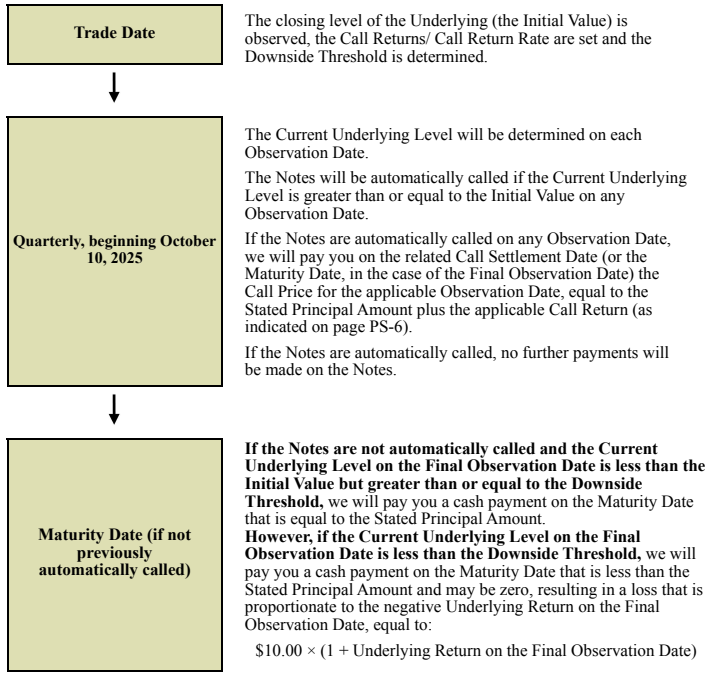 Trade Date
The closing level of the Underlying (the Initial Value) is
observed, the Call Returns/ Call Return Rate are set and the
Downside Threshold is determined.
Quarterly, beginning October
10, 2025
The Current Underlying Level will be determined on each
Observation Date.
The Notes will be automatically called if the Current Underlying
Level is greater than or equal to the Initial Value on any
Observation Date.
If the Notes are automatically called on any Observation Date,
we will pay you on the related Call Settlement Date (or the
Maturity Date, in the case of the Final Observation Date) the
Call Price for the applicable Observation Date, equal to the
Stated Principal Amount plus the applicable Call Return (as
indicated on page PS-6).
If the Notes are automatically called, no further payments will
be made on the Notes.
Maturity Date (if not
previously
automatically called)
If the Notes are not automatically called and the Current
Underlying Level on the Final Observation Date is less than the
Initial Value but greater than or equal to the Downside
Threshold, we will pay you a cash payment on the Maturity Date
that is equal to the Stated Principal Amount.
However, if the Current Underlying Level on the Final
Observation Date is less than the Downside Threshold, we will
pay you a cash payment on the Maturity Date that is less than the
Stated Principal Amount and may be zero, resulting in a loss that is
proportionate to the negative Underlying Return on the Final
Observation Date, equal to:
$10.00 × (1 + Underlying Return on the Final Observation Date)